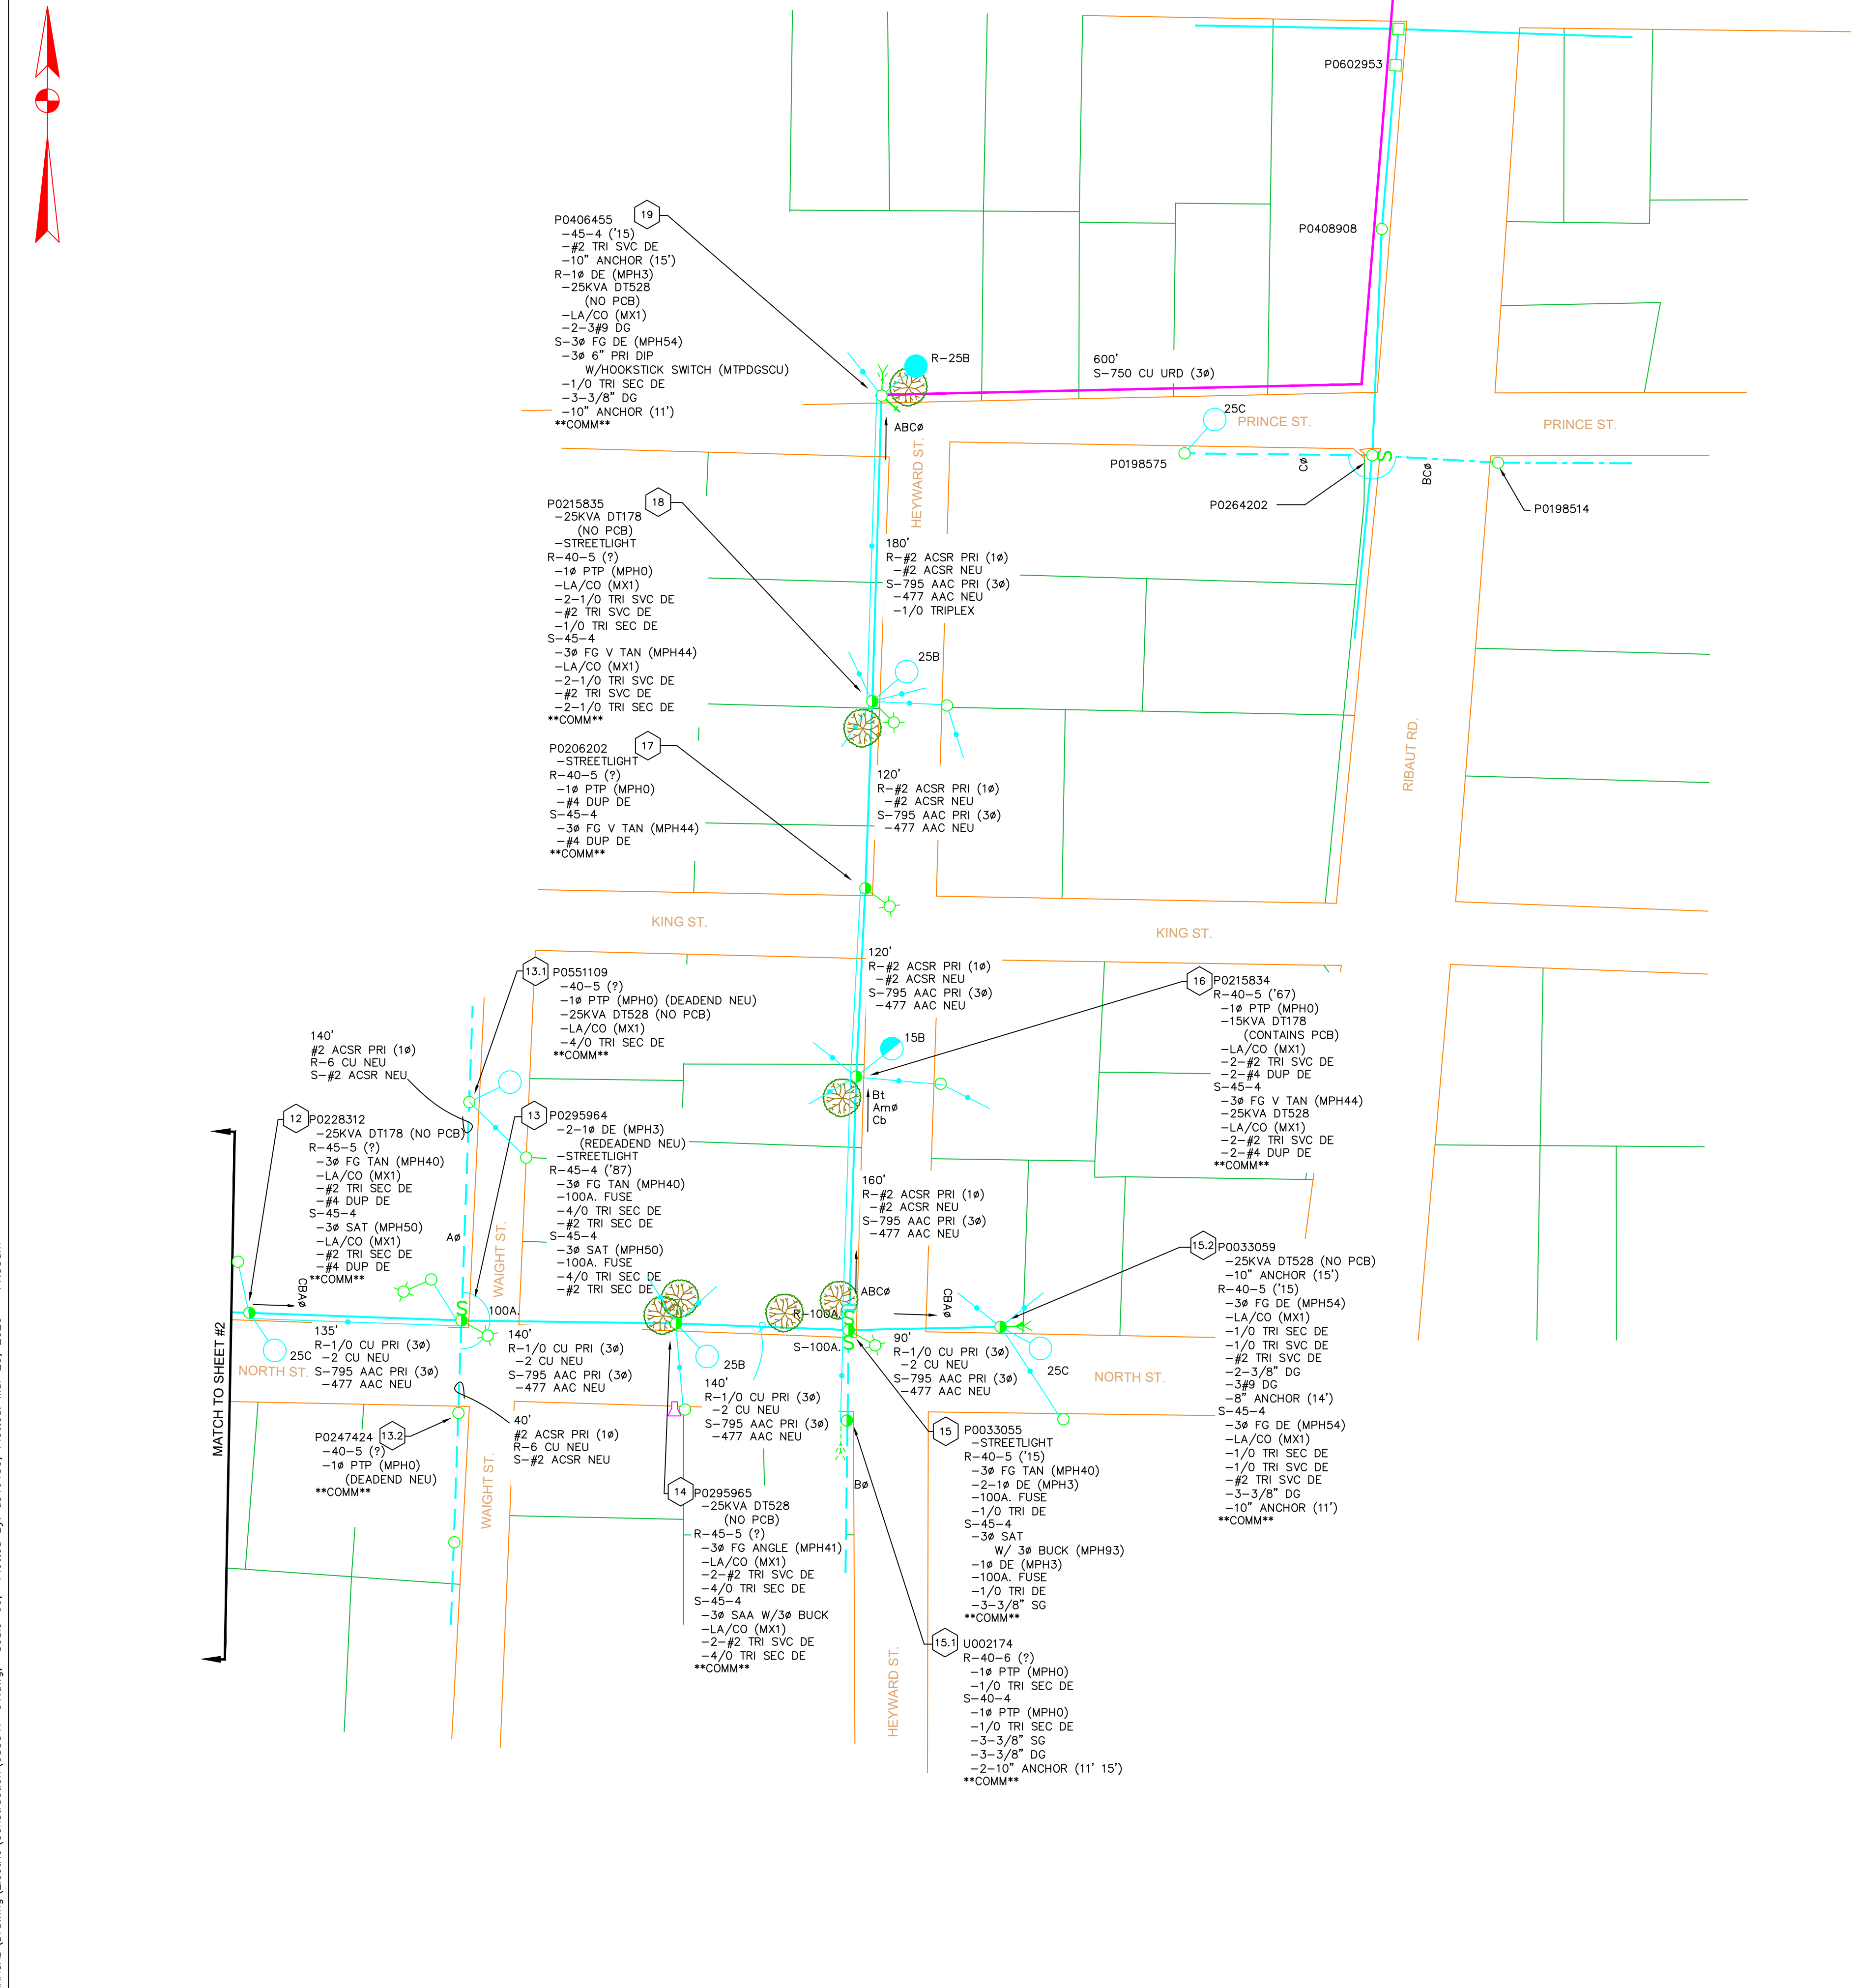 P0602953
P0408908
19
P0406455
-45-4 ('15)
-#2 TRI SVC DE
-10" ANCHOR (15')
R-1ø DE (MPH3)
-25KVA DT528
(NO PCB)
-LA/CO (MX1)
-2-3#9 DG
S-3ø FG DE (MPH54)
-3ø 6" PRI DIP
W/HOOKSTICK SWITCH (MTPDGSCU)
-1/0 TRI SEC DE
-3-3/8" DG
-10" ANCHOR (11')
**COMM**
R-25B
600'
S-750 CU URD (3ø)
ABCø
HEYWARD ST.
25C
PRINCE ST.
PRINCE ST.
P0198575
Cø
BCø
P0264202
P0198514
18
P0215835
-25KVA DT178
(NO PCB)
-STREETLIGHT
R-40-5 (?)
-1ø PTP (MPH0)
-LA/CO (MX1)
-2-1/0 TRI SVC DE
-#2 TRI SVC DE
-1/0 TRI SEC DE
S-45-4
-3ø FG V TAN (MPH44)
-LA/CO (MX1)
-2-1/0 TRI SVC DE
-#2 TRI SVC DE
-2-1/0 TRI SEC DE
**COMM**
180'
R-#2 ACSR PRI (1ø)
-#2 ACSR NEU
S-795 AAC PRI (3ø)
-477 AAC NEU
-1/0 TRIPLEX
25B
17
P0206202
-STREETLIGHT
R-40-5 (?)
-1ø PTP (MPH0)
-#4 DUP DE
S-45-4
-3ø FG V TAN (MPH44)
-#4 DUP DE
**COMM**
120'
R-#2 ACSR PRI (1ø)
-#2 ACSR NEU
S-795 AAC PRI (3ø)
-477 AAC NEU
RIBAUT RD.
KING ST.
KING ST.
120'
R-#2 ACSR PRI (1ø)
-#2 ACSR NEU
S-795 AAC PRI (3ø)
-477 AAC NEU
13.1
P0551109
-40-5 (?)
-1ø PTP (MPH0) (DEADEND NEU)
-25KVA DT528 (NO PCB)
-LA/CO (MX1)
-4/0 TRI SEC DE
**COMM**
16
P0215834
R-40-5 ('67)
-1ø PTP (MPH0)
-15KVA DT178
(CONTAINS PCB)
-LA/CO (MX1)
-2-#2 TRI SVC DE
-2-#4 DUP DE
S-45-4
-3ø FG V TAN (MPH44)
-25KVA DT528
-LA/CO (MX1)
-2-#2 TRI SVC DE
-2-#4 DUP DE
**COMM**
15B
Bt
Amø
Cb
140'
#2 ACSR PRI (1ø)
R-6 CU NEU
S-#2 ACSR NEU
12
P0228312
-25KVA DT178 (NO PCB)
R-45-5 (?)
-3ø FG TAN (MPH40)
-LA/CO (MX1)
-#2 TRI SEC DE
-#4 DUP DE
S-45-4
-3ø SAT (MPH50)
-LA/CO (MX1)
-#2 TRI SEC DE
-#4 DUP DE
**COMM**
13
P0295964
-2-1ø DE (MPH3)
(REDEADEND NEU)
-STREETLIGHT
R-45-4 ('87)
-3ø FG TAN (MPH40)
-100A. FUSE
-4/0 TRI SEC DE
-#2 TRI SEC DE
S-45-4
-3ø SAT (MPH50)
-100A. FUSE
-4/0 TRI SEC DE
-#2 TRI SEC DE
160'
R-#2 ACSR PRI (1ø)
-#2 ACSR NEU
S-795 AAC PRI (3ø)
-477 AAC NEU
Aø
WAIGHT ST.
15.2
P0033059
-25KVA DT528 (NO PCB)
-10" ANCHOR (15')
R-40-5 ('15)
-3ø FG DE (MPH54)
-LA/CO (MX1)
-1/0 TRI SEC DE
-1/0 TRI SVC DE
-#2 TRI SVC DE
-2-3/8" DG
-3#9 DG
-8" ANCHOR (14')
S-45-4
-3ø FG DE (MPH54)
-LA/CO (MX1)
-1/0 TRI SEC DE
-1/0 TRI SVC DE
-#2 TRI SVC DE
-3-3/8" DG
-10" ANCHOR (11')
**COMM**
CBAø
100A.
R-100A.
S-100A.
ABCø
CBAø
MATCH TO SHEET #2
NORTH ST.
25C
135'
R-1/0 CU PRI (3ø)
-2 CU NEU
S-795 AAC PRI (3ø)
-477 AAC NEU
140'
R-1/0 CU PRI (3ø)
-2 CU NEU
S-795 AAC PRI (3ø)
-477 AAC NEU
25B
140'
R-1/0 CU PRI (3ø)
-2 CU NEU
S-795 AAC PRI (3ø)
-477 AAC NEU
90'
R-1/0 CU PRI (3ø)
-2 CU NEU
S-795 AAC PRI (3ø)
-477 AAC NEU
25C
NORTH ST.
13.2
P0247424
-40-5 (?)
-1ø PTP (MPH0)
(DEADEND NEU)
**COMM**
40'
#2 ACSR PRI (1ø)
R-6 CU NEU
S-#2 ACSR NEU
WAIGHT ST.
14
P0295965
-25KVA DT528
(NO PCB)
R-45-5 (?)
-3ø FG ANGLE (MPH41)
-LA/CO (MX1)
-2-#2 TRI SVC DE
-4/0 TRI SEC DE
S-45-4
-3ø SAA W/3ø BUCK
-LA/CO (MX1)
-2-#2 TRI SVC DE
-4/0 TRI SEC DE
**COMM**
Bø
15
P0033055
-STREETLIGHT
R-40-5 ('15)
-3ø FG TAN (MPH40)
-2-1ø DE (MPH3)
-100A. FUSE
-1/0 TRI DE
S-45-4
-3ø SAT
W/ 3ø BUCK (MPH93)
-1ø DE (MPH3)
-100A. FUSE
-1/0 TRI DE
-3-3/8" SG
**COMM**
HEYWARD ST.
15.1
U002174
R-40-6 (?)
-1ø PTP (MPH0)
-1/0 TRI SEC DE
S-40-4
-1ø PTP (MPH0)
-1/0 TRI SEC DE
-3-3/8" SG
-3-3/8" DG
-2-10" ANCHOR (11' 15')
**COMM**